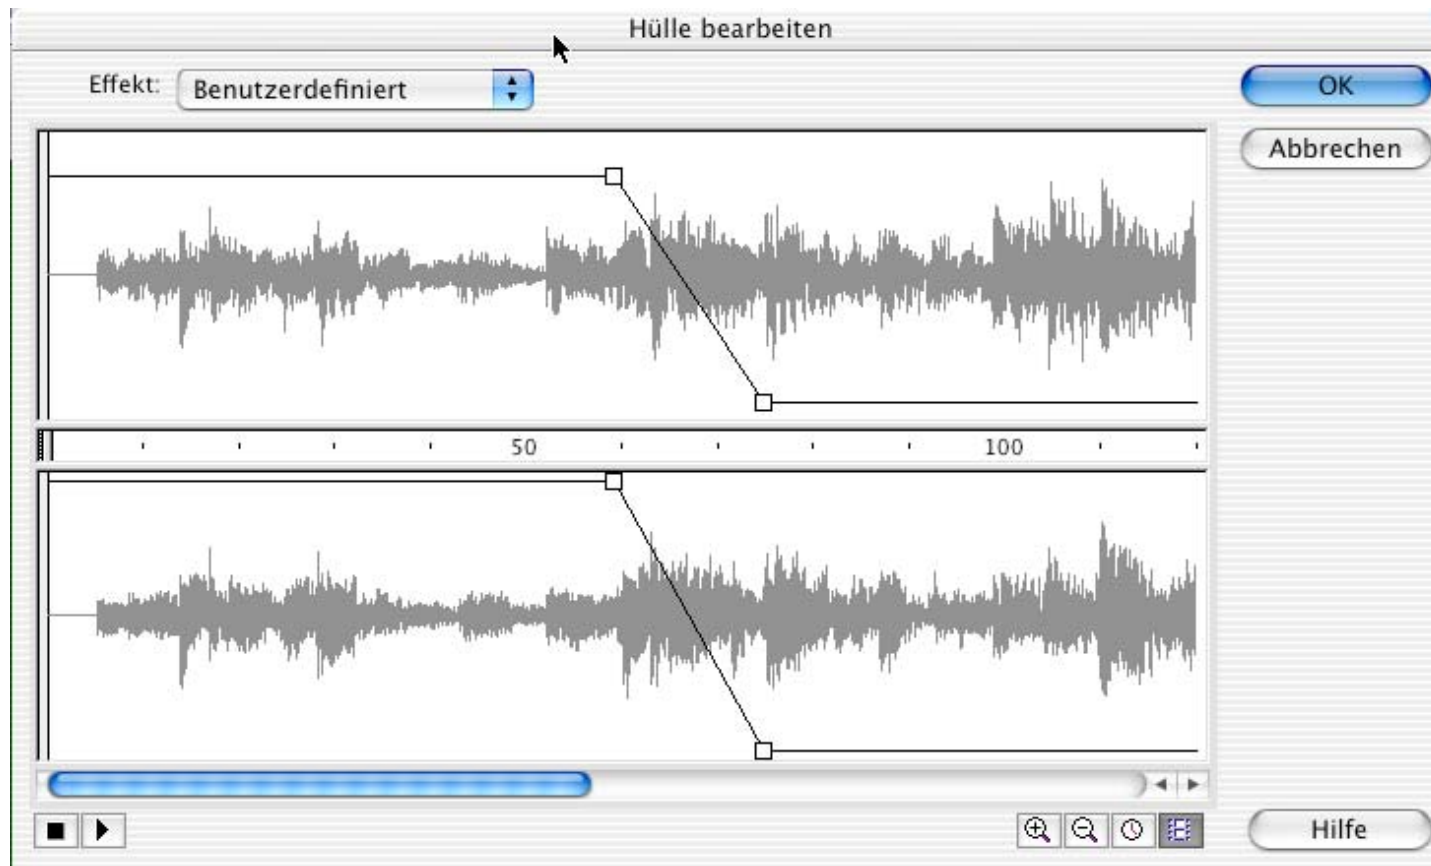 Hülle bearbeiten
Effekt: Benutzerdefiniert
OK
Abbrechen
50 100
Hilfe